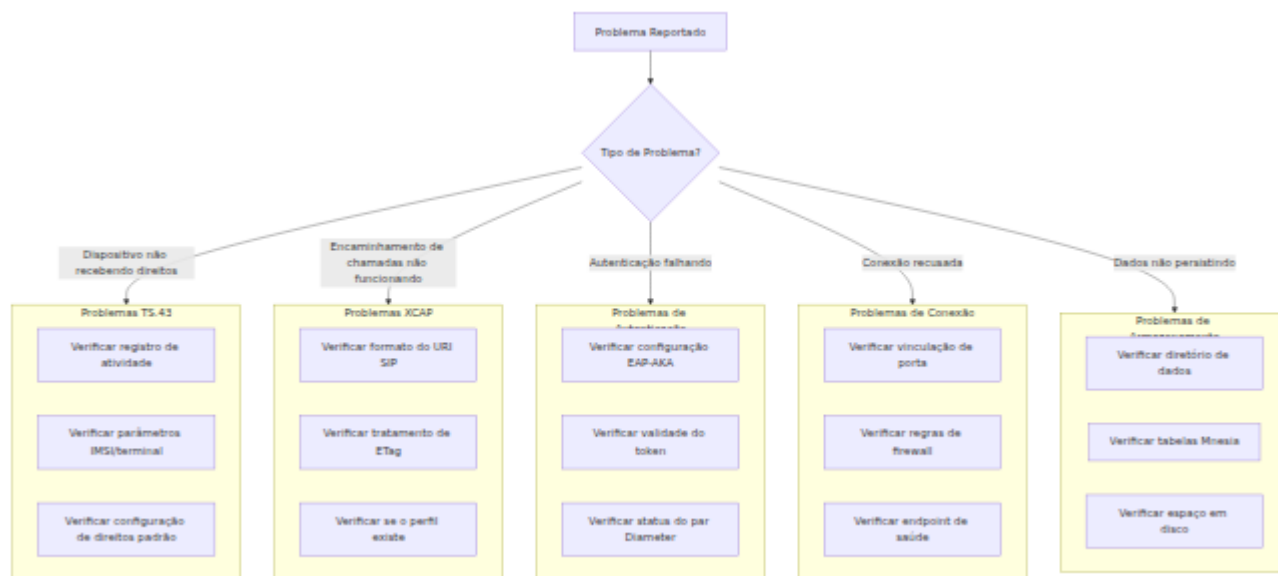 Problema Reportado
Tipo de Problema?
Dispositivo não
recebendo direitos
Encaminhamento de
chamadas não
funcionando
Autenticação falhando
Conexão recusada
Dados não persistindo
Problemas TS.43
Verificar registro de
atividade
Verificar parâmetros
IMSI/terminal
Verificar configuração
de direitos padrão
Problemas XCAP
Verificar formato do URI
SIP
Verificar tratamento de
ETag
Verificar se o perfil
existe
Problemas de
Autenticação
Verificar configuração
EAP-AKA
Verificar validade do
token
Verificar status do par
Diameter
Problemas de Conexão
Verificar vinculação de
porta
Verificar regras de
firewall
Verificar endpoint de
saúde
Problemas de
Armazenamento
Verificar diretório de
dados
Verificar tabelas Mnesia
Verificar espaço em
disco